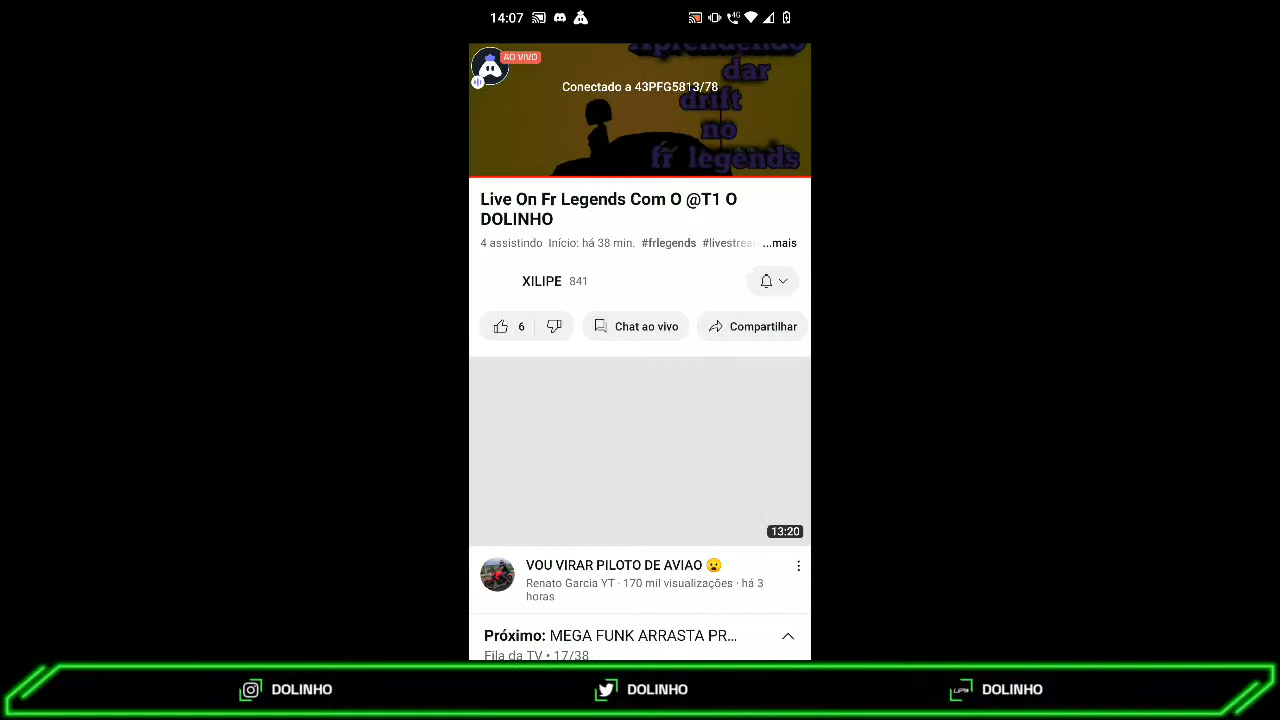 14:07
4G
AO VIVO
Aprendendo
dar
Conectado a 43PFG5813/78
drift
no
fr legends
Live On Fr Legends Com O @T1 O
DOLINHO
4 assistindo Início: há 38 min. #frlegends #livestrea ...mais
XILIPE 841
6 Chat ao vivo Compartilhar
13:20
VOU VIRAR PILOTO DE AVIAO 😮
Renato Garcia YT · 170 mil visualizações · há 3
horas
Próximo: MEGA FUNK ARRASTA PR...
Fila da TV • 17/38
DOLINHO DOLINHO DOLINHO